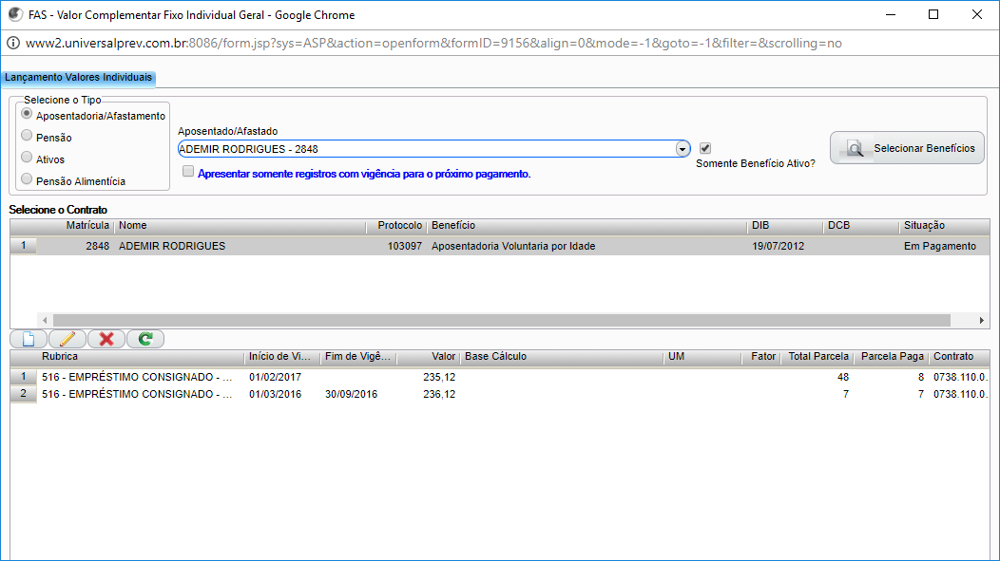 FAS - Valor Complementar Fixo Individual Geral - Google Chrome
www2.universalprev.com.br:8086/form.jsp?sys=ASP&action=openform&formID=9156&align=0&mode=-1&goto=-1&filter=&scrolling=no
Lançamento Valores Individuais
Selecione o Tipo
Aposentadoria/Afastamento
Pensão
Ativos
Pensão Alimentícia
Aposentado/Afastado
ADEMIR RODRIGUES - 2848
Somente Benefício Ativo?
Apresentar somente registros com vigência para o próximo pagamento.
Selecionar Benefícios
Selecione o Contrato
Matrícula Nome Protocolo Benefício DIB DCB Situação
1 2848 ADEMIR RODRIGUES 103097 Aposentadoria Voluntaria por Idade 19/07/2012 Em Pagamento
Rubrica Início de Vi... Fim de Vigê... Valor Base Cálculo UM Fator Total Parcela Parcela Paga Contrato
1 516 - EMPRÉSTIMO CONSIGNADO - ... 01/02/2017 235,12 48 8 0738.110.0.
2 516 - EMPRÉSTIMO CONSIGNADO - ... 01/03/2016 30/09/2016 236,12 7 7 0738.110.0.